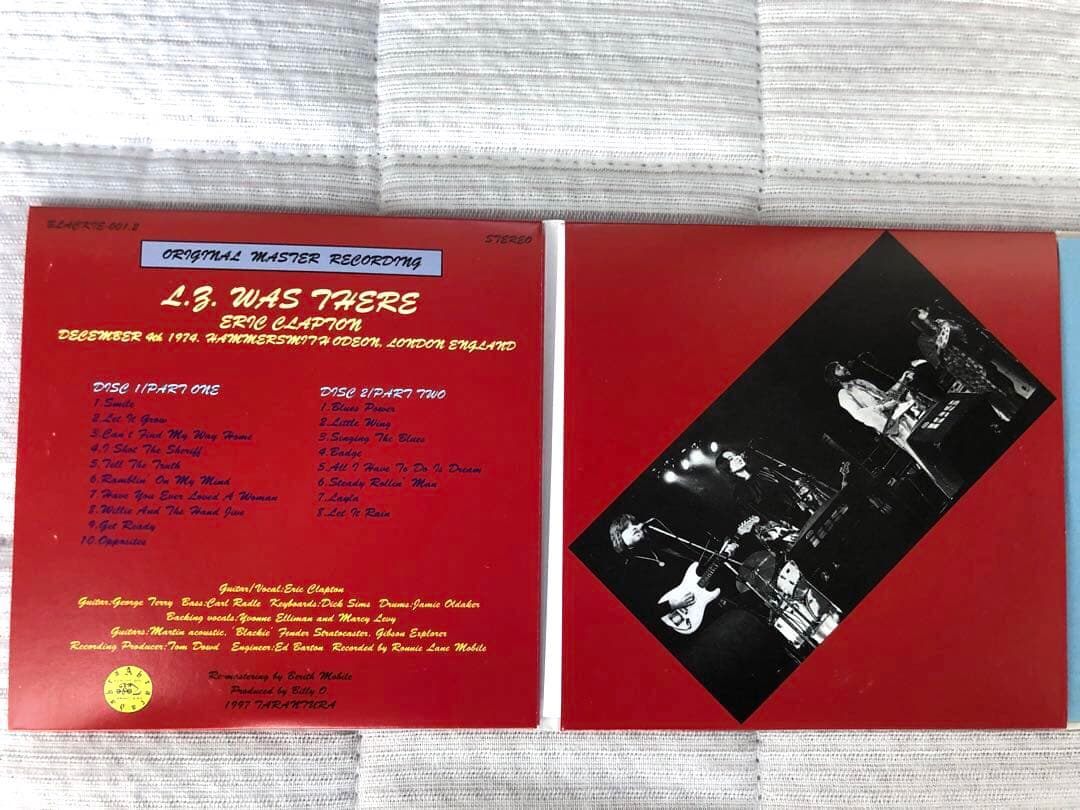 BLACKIE-001.2
STEREO
ORIGINAL MASTER RECORDING
L.Z. WAS THERE
ERIC CLAPTON
DECEMBER 4th 1974. HAMMERSMITH ODEON, LONDON ENGLAND
DISC 1/PART ONE
1.Smile
2.Let It Grow
3.Can't Find My Way Home
4.I Shot The Sheriff
5.Tell The Truth
6.Ramblin' On My Mind
7.Have You Ever Loved A Woman
8.Willie And The Hand Jive
9.Get Ready
10.Opposites
DISC 2/PART TWO
1.Blues Power
2.Little Wing
3.Singing The Blues
4.Badge
5.All I Have To Do Is Dream
6.Steady Rollin' Man
7.Layla
8.Let It Rain
Guitar/Vocal:Eric Clapton
Guitar:George Terry Bass:Carl Radle Keyboards:Dick Sims Drums:Jamie Oldaker
Backing vocals:Yvonne Elliman and Marcy Levy
Guitars:Martin acoustic, 'Blackie' Fender Stratocaster, Gibson Explorer
Recording Producer:Tom Dowd Engineer:Ed Barton Recorded by Ronnie Lane Mobile
Re-mastering by Berith Mobile
Produced by Billy O.
1997 TARANTURA